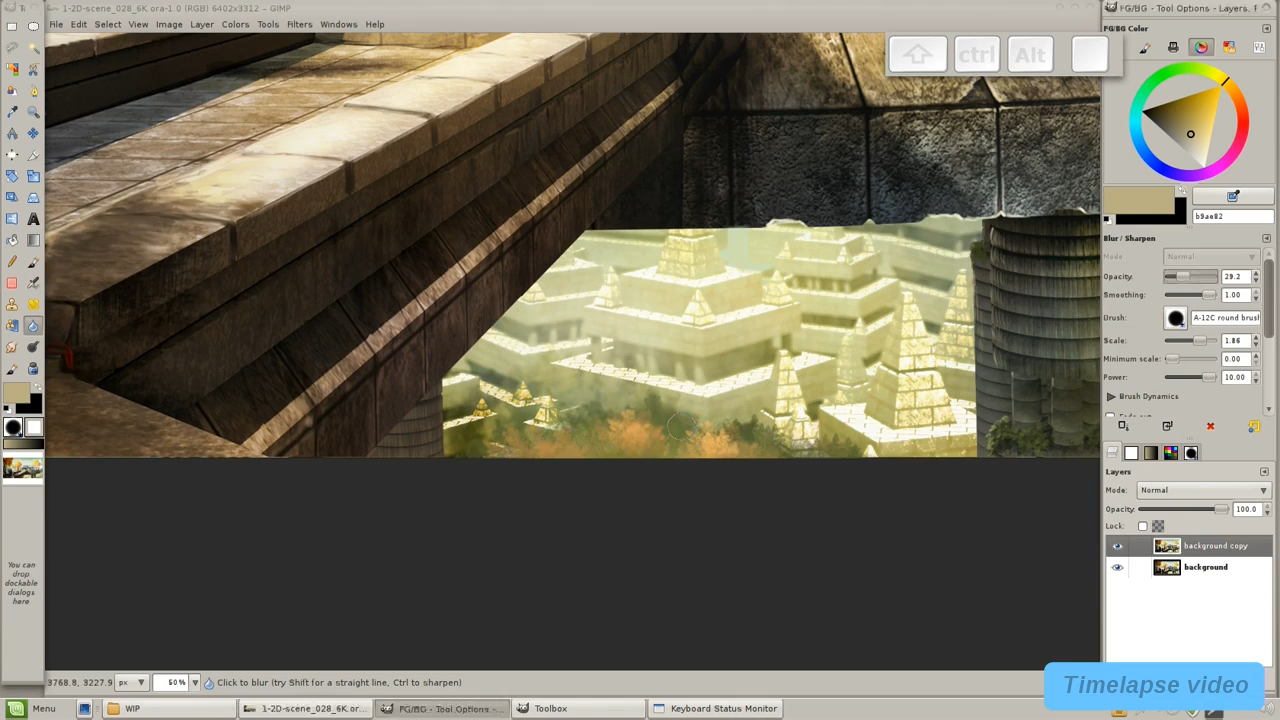 1-2D-scene_028_6K.ora-1.0 (RGB) 6402x3312 – GIMP
FG/BG - Tool Options - Layers,
File Edit Select View Image Layer Colors Tools Filters Windows Help
ctrl
Alt
FG/BG Color
b9ae82
Blur / Sharpen
Mode Normal
Opacity: 29.2
Smoothing: 1.00
Brush: A-12C round brush
Scale: 1.86
Minimum scale: 0.00
Power: 10.00
Brush Dynamics
Layers
Mode: Normal
Opacity: 100.0
Lock:
background copy
background
You can
drop
dockable
dialogs
here
3768.8, 3227.9 px 50% Click to blur (try Shift for a straight line, Ctrl to sharpen)
Timelapse video
Menu WIP 1-2D-scene_028_6K.or... FG/BG - Tool Options -... Toolbox Keyboard Status Monitor